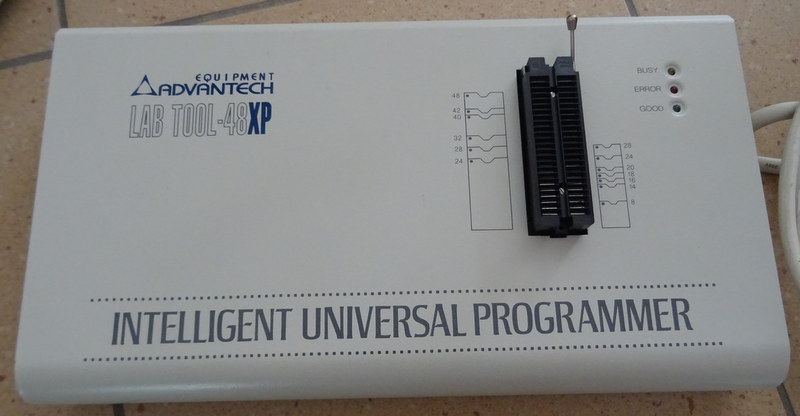 EQUIPMENT
ADVANTECH
LAB TOOL-48XP
BUSY
ERROR
GOOD
48
42
40
32
28
24
28
24
20
18
16
14
8
INTELLIGENT UNIVERSAL PROGRAMMER